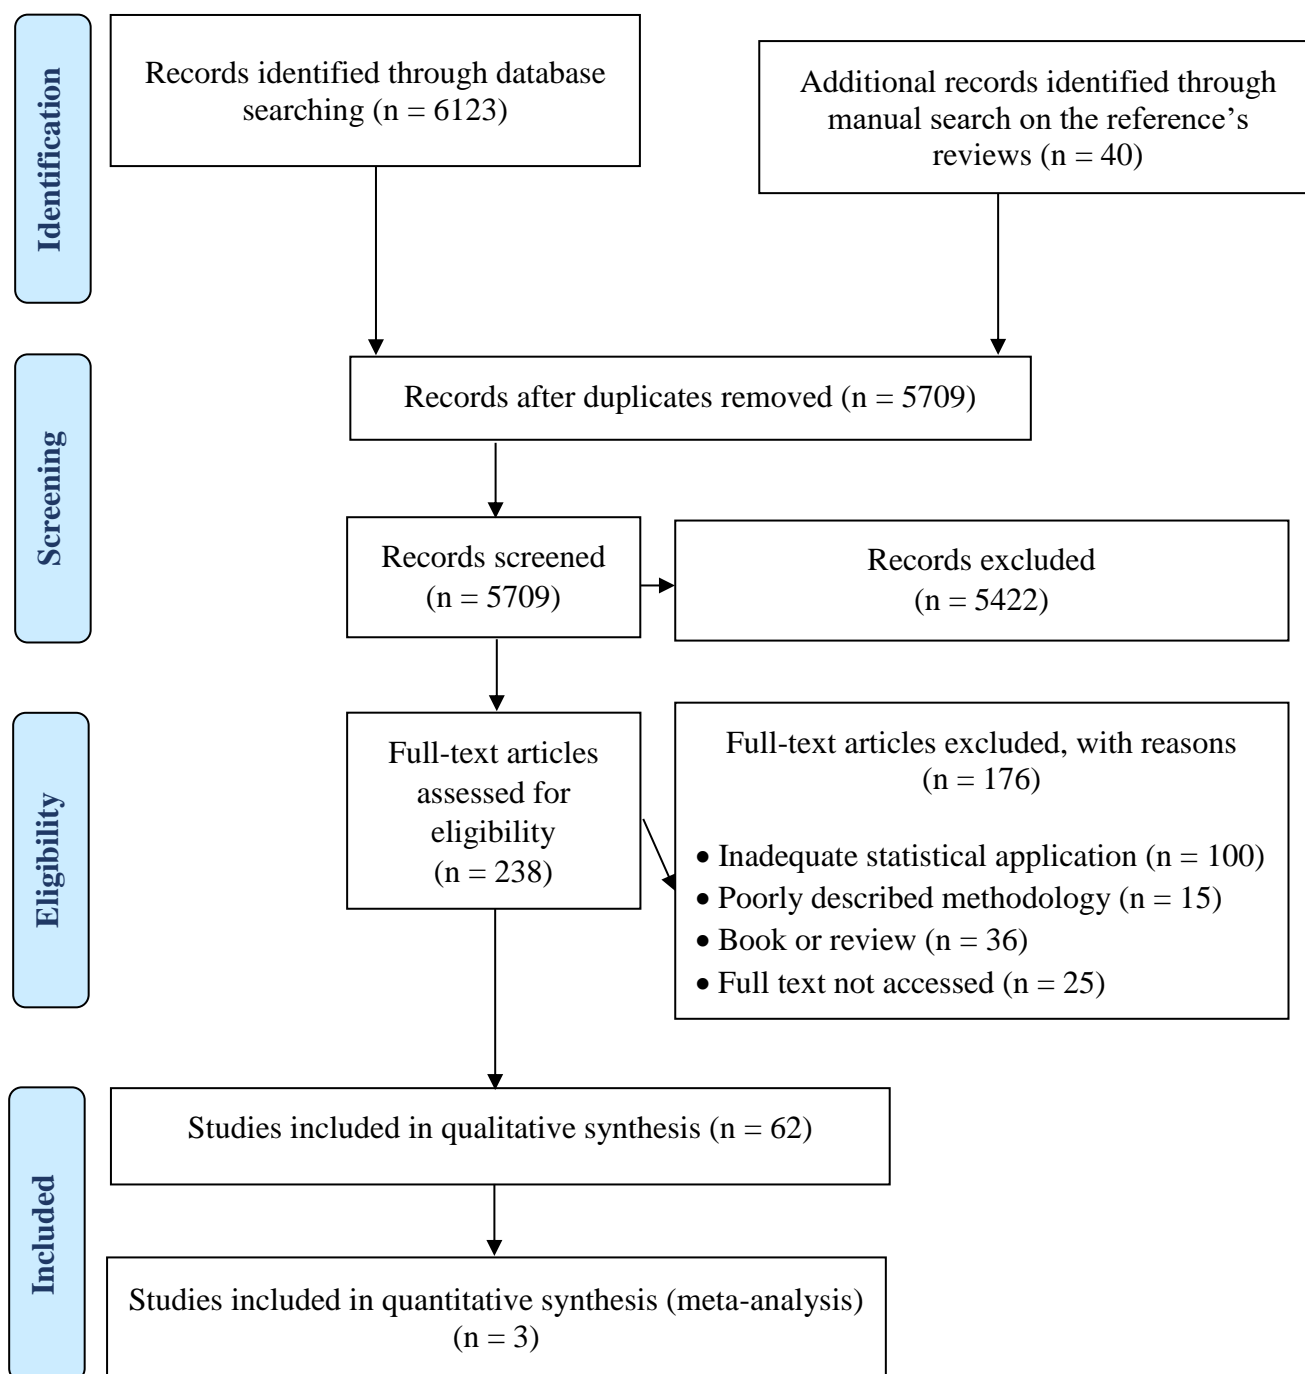 Identification
Records identified through database
searching (n = 6123)
Additional records identified through
manual search on the reference’s
reviews (n = 40)
Records after duplicates removed (n = 5709)
Screening
Records screened
(n = 5709)
Records excluded
(n = 5422)
Eligibility
Full-text articles
assessed for
eligibility
(n = 238)
Full-text articles excluded, with reasons
(n = 176)
• Inadequate statistical application (n = 100)
• Poorly described methodology (n = 15)
• Book or review (n = 36)
• Full text not accessed (n = 25)
Included
Studies included in qualitative synthesis (n = 62)
Studies included in quantitative synthesis (meta-analysis)
(n = 3)